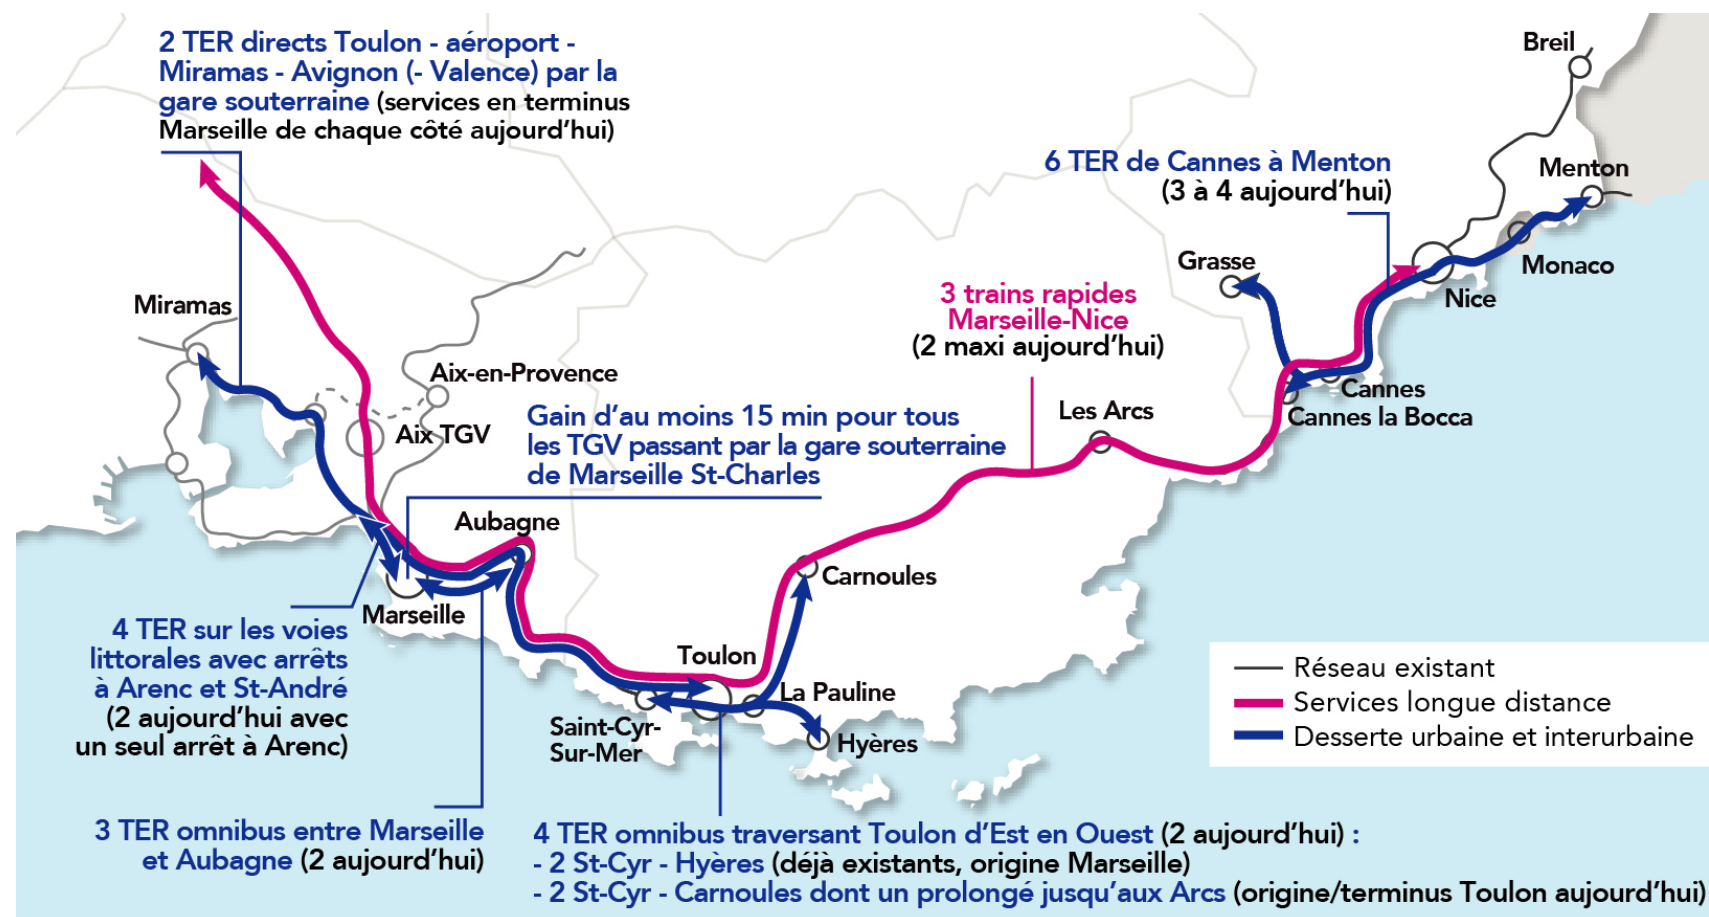 2 TER directs Toulon - aéroport -
Miramas - Avignon (- Valence) par la
gare souterraine (services en terminus
Marseille de chaque côté aujourd'hui)
Breil
6 TER de Cannes à Menton
(3 à 4 aujourd'hui)
Menton
Monaco
Nice
Grasse
3 trains rapides
Marseille-Nice
(2 maxi aujourd'hui)
Miramas
Aix-en-Provence
Aix TGV
Cannes
Cannes la Bocca
Les Arcs
Gain d'au moins 15 min pour tous
les TGV passant par la gare souterraine
de Marseille St-Charles
Aubagne
Carnoules
Marseille
4 TER sur les voies
littorales avec arrêts
à Arenc et St-André
(2 aujourd'hui avec
un seul arrêt à Arenc)
Toulon
La Pauline
Saint-Cyr-
Sur-Mer
Hyères
Réseau existant
Services longue distance
Desserte urbaine et interurbaine
3 TER omnibus entre Marseille
et Aubagne (2 aujourd'hui)
4 TER omnibus traversant Toulon d'Est en Ouest (2 aujourd'hui) :
- 2 St-Cyr - Hyères (déjà existants, origine Marseille)
- 2 St-Cyr - Carnoules dont un prolongé jusqu'aux Arcs (origine/terminus Toulon aujourd'hui)